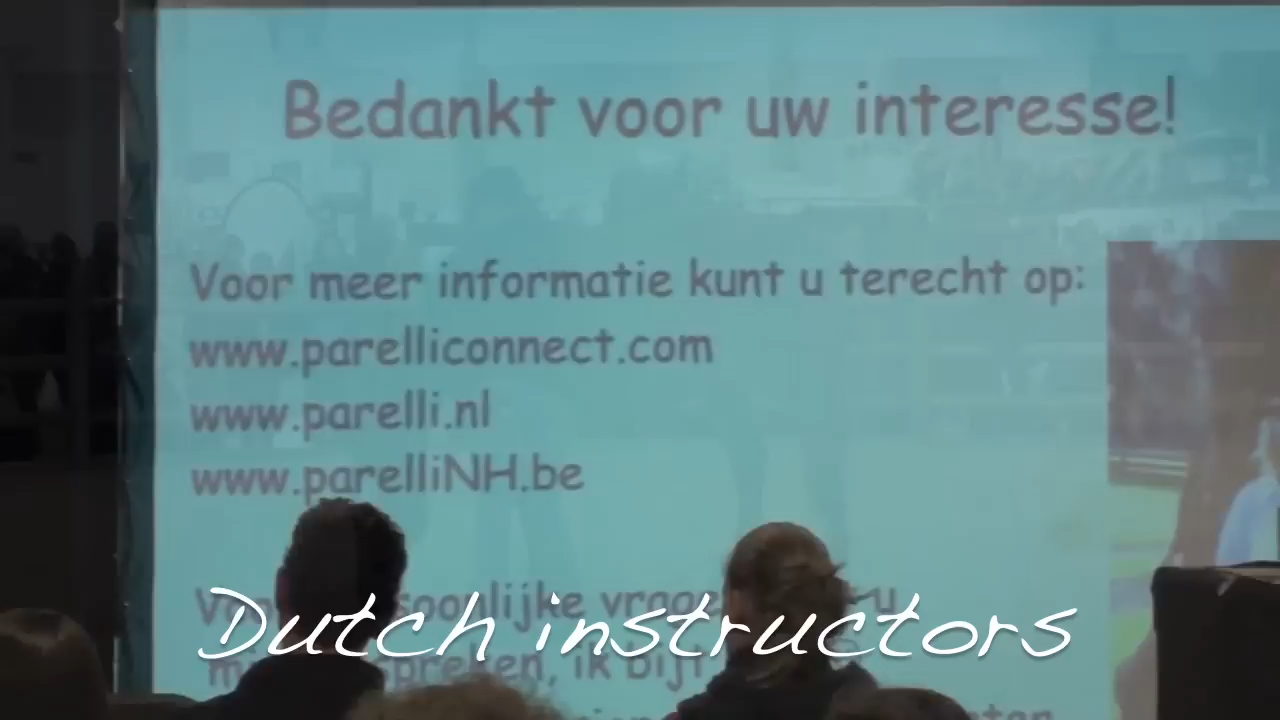 Bedankt voor uw interesse!
Voor meer informatie kunt u terecht op:
www.parelliconnect.com
www.parelli.nl
www.parelliNH.be
u
Dutch instructors
ik